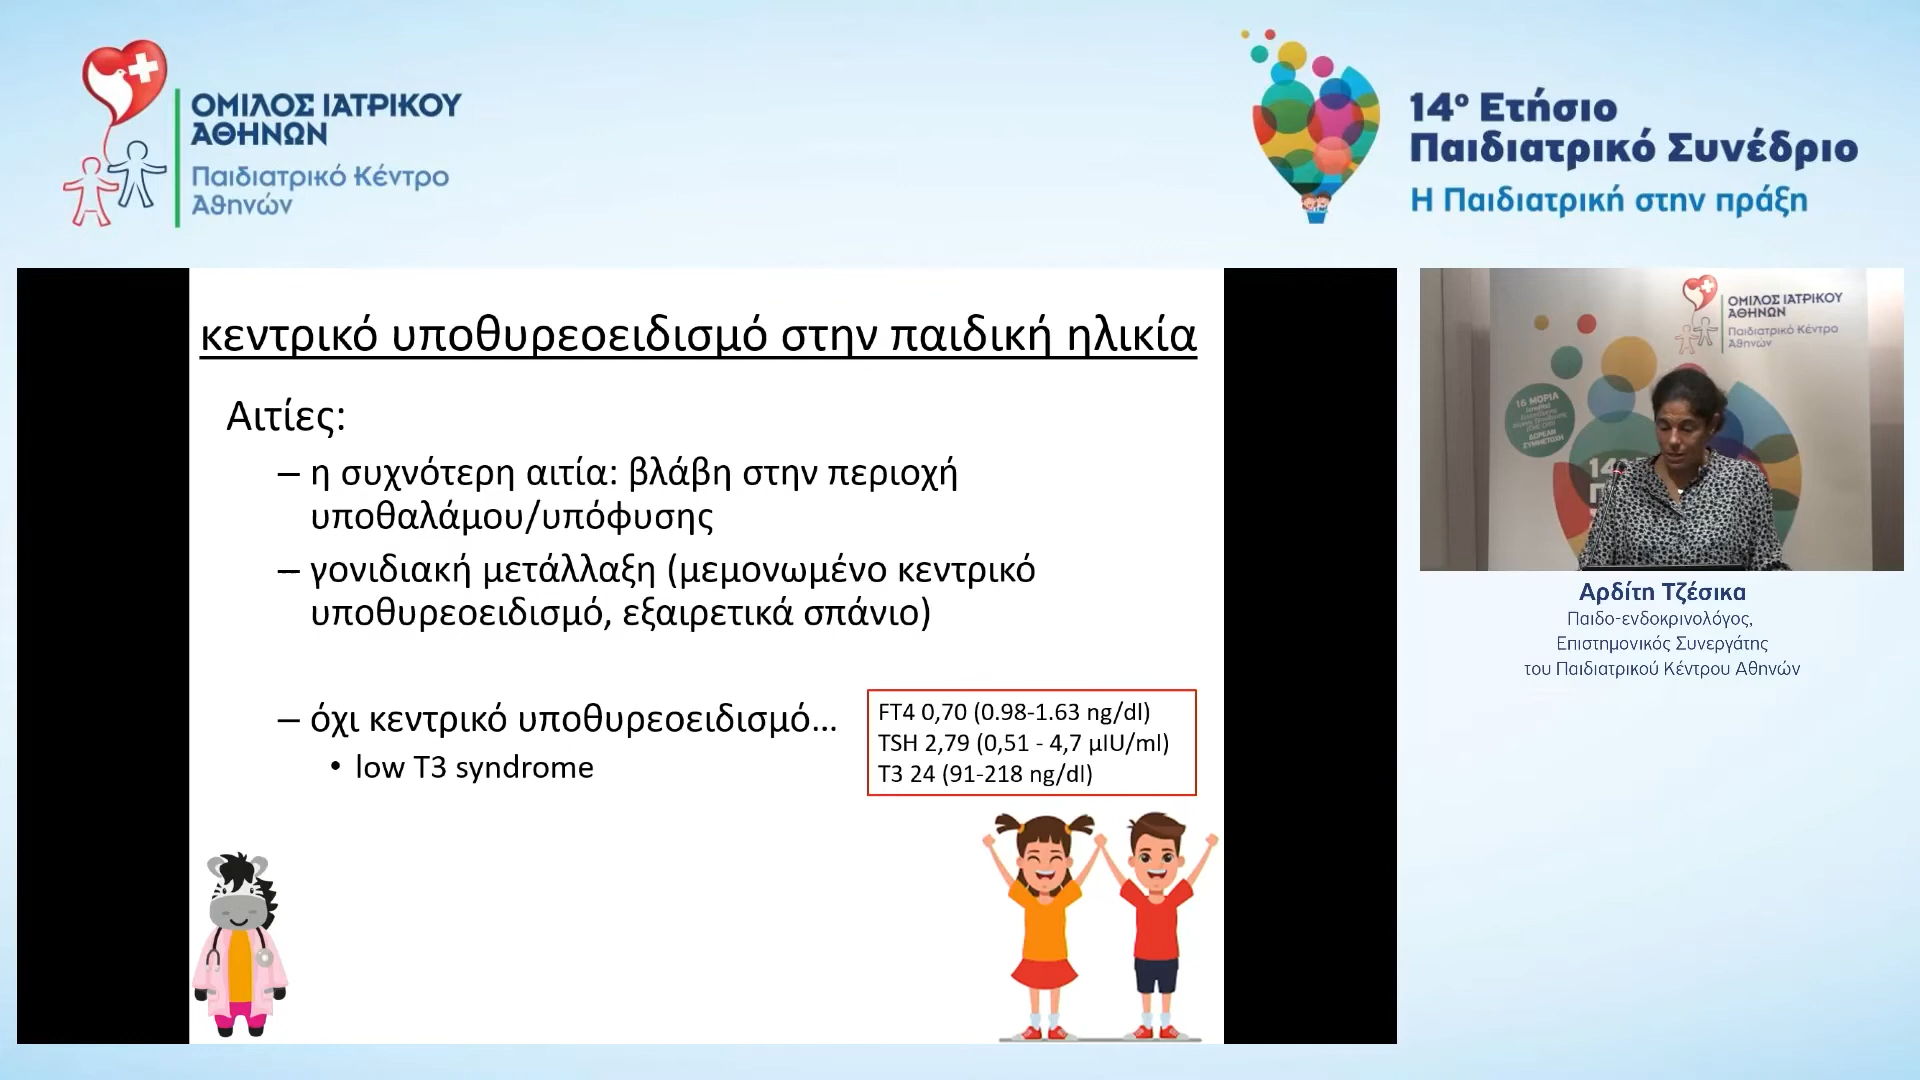 ΟΜΙΛΟΣ ΙΑΤΡΙΚΟΥ
ΑΘΗΝΩΝ
Παιδιατρικό Κέντρο
Αθηνών
14ο Ετήσιο
Παιδιατρικό Συνέδριο
Η Παιδιατρική στην πράξη
κεντρικό υποθυρεοειδισμό στην παιδική ηλικία
Αιτίες:
– η συχνότερη αιτία: βλάβη στην περιοχή
υποθαλάμου/υπόφυσης
– γονιδιακή μετάλλαξη (μεμονωμένο κεντρικό
υποθυρεοειδισμό, εξαιρετικά σπάνιο)
– όχι κεντρικό υποθυρεοειδισμό...
• low T3 syndrome
FT4 0,70 (0.98-1.63 ng/dl)
TSH 2,79 (0,51 - 4,7 μIU/ml)
T3 24 (91-218 ng/dl)
ΟΜΙΛΟΣ ΙΑΤΡΙΚΟΥ
ΑΘΗΝΩΝ
Παιδιατρικό Κέντρο
Αθηνών
16 ΜΟΡΙΑ
ΔΩΡΕΑΝ
ΣΥΜΜΕΤΟΧΗ
Αρδίτη Τζέσικα
Παιδο-ενδοκρινολόγος,
Επιστημονικός Συνεργάτης
του Παιδιατρικού Κέντρου Αθηνών